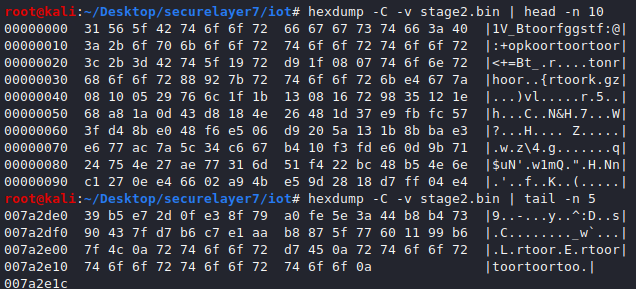 root@kali:~/Desktop/securelayer7/iot# hexdump -C -v stage2.bin | head -n 10
00000000  31 56 5f 42 74 6f 6f 72  66 67 67 73 74 66 3a 40  |1V_Btoorfggstf:@|
00000010  3a 2b 6f 70 6b 6f 6f 72  74 6f 6f 72 74 6f 6f 72  |:+opkoortoortoor|
00000020  3c 2b 3d 42 74 5f 19 72  d9 1f 08 07 74 6f 6e 72  |<+=Bt_.r....tonr|
00000030  68 6f 6f 72 88 92 7b 72  74 6f 6f 72 6b e4 67 7a  |hoor..{rtoork.gz|
00000040  08 10 05 29 76 6c 1f 1b  13 08 16 72 98 35 12 1e  |...)vl.....r.5..|
00000050  68 a8 1a 0d 43 d8 18 4e  26 48 1d 37 e9 fb fc 57  |h...C..N&H.7...W|
00000060  3f d4 8b e0 48 f6 e5 06  d9 20 5a 13 1b 8b ba e3  |?...H.... Z.....|
00000070  e6 77 ac 7a 5c 34 c6 67  b4 10 f3 fd e6 0d 9b 71  |.w.z\4.g.......q|
00000080  24 75 4e 27 ae 77 31 6d  51 f4 22 bc 48 b5 4e 6e  |$uN'.w1mQ.".H.Nn|
00000090  c1 27 0e e4 66 02 a9 4b  e5 9d 28 18 d7 ff 04 e4  |.'..f..K..(.....|
root@kali:~/Desktop/securelayer7/iot# hexdump -C -v stage2.bin | tail -n 5
007a2de0  39 b5 e7 2d 0f e3 8f 79  a0 fe 5e 3a 44 b8 b4 73  |9..-...y..^:D..s|
007a2df0  90 43 7f d7 b6 c7 e1 aa  b8 87 5f 77 60 11 99 b6  |.C........_w`...|
007a2e00  7f 4c 0a 72 74 6f 6f 72  d7 45 0a 72 74 6f 6f 72  |.L.rtoor.E.rtoor|
007a2e10  74 6f 6f 72 74 6f 6f 72  74 6f 6f 0a              |toortoortoo.|
007a2e1c